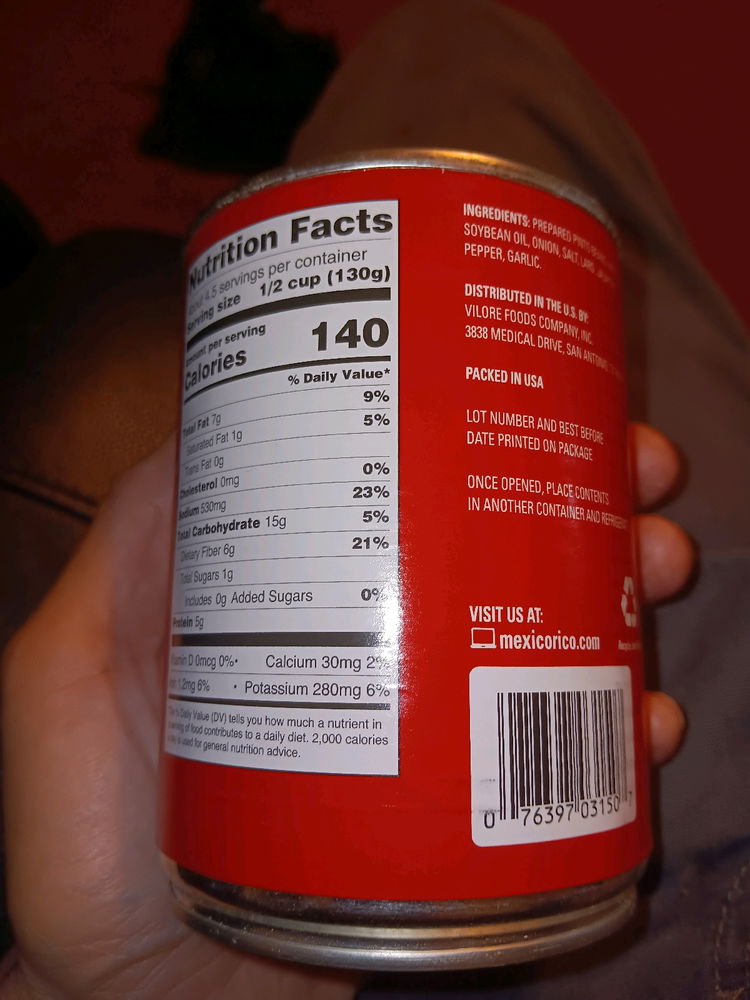 Nutrition Facts
About 4.5 servings per container
Serving size 1/2 cup (130g)
Amount per serving
Calories 140
% Daily Value*
Total Fat 7g 9%
Saturated Fat 1g 5%
Trans Fat 0g
Cholesterol 0mg 0%
Sodium 530mg 23%
Total Carbohydrate 15g 5%
Dietary Fiber 6g 21%
Total Sugars 1g
Includes 0g Added Sugars 0%
Protein 5g
Vitamin D 0mcg 0% • Calcium 30mg 2%
Iron 1.2mg 6% • Potassium 280mg 6%
*The % Daily Value (DV) tells you how much a nutrient in
a serving of food contributes to a daily diet. 2,000 calories
a day is used for general nutrition advice.
INGREDIENTS: PREPARED PINTO BEANS,
SOYBEAN OIL, ONION, SALT, LARD,
PEPPER, GARLIC.
DISTRIBUTED IN THE U.S. BY:
VILORE FOODS COMPANY, INC.
3838 MEDICAL DRIVE, SAN ANTONIO,
PACKED IN USA
LOT NUMBER AND BEST BEFORE
DATE PRINTED ON PACKAGE
ONCE OPENED, PLACE CONTENTS
IN ANOTHER CONTAINER AND REFRIGERATE
VISIT US AT:
mexicorico.com
0 76397 03150 7